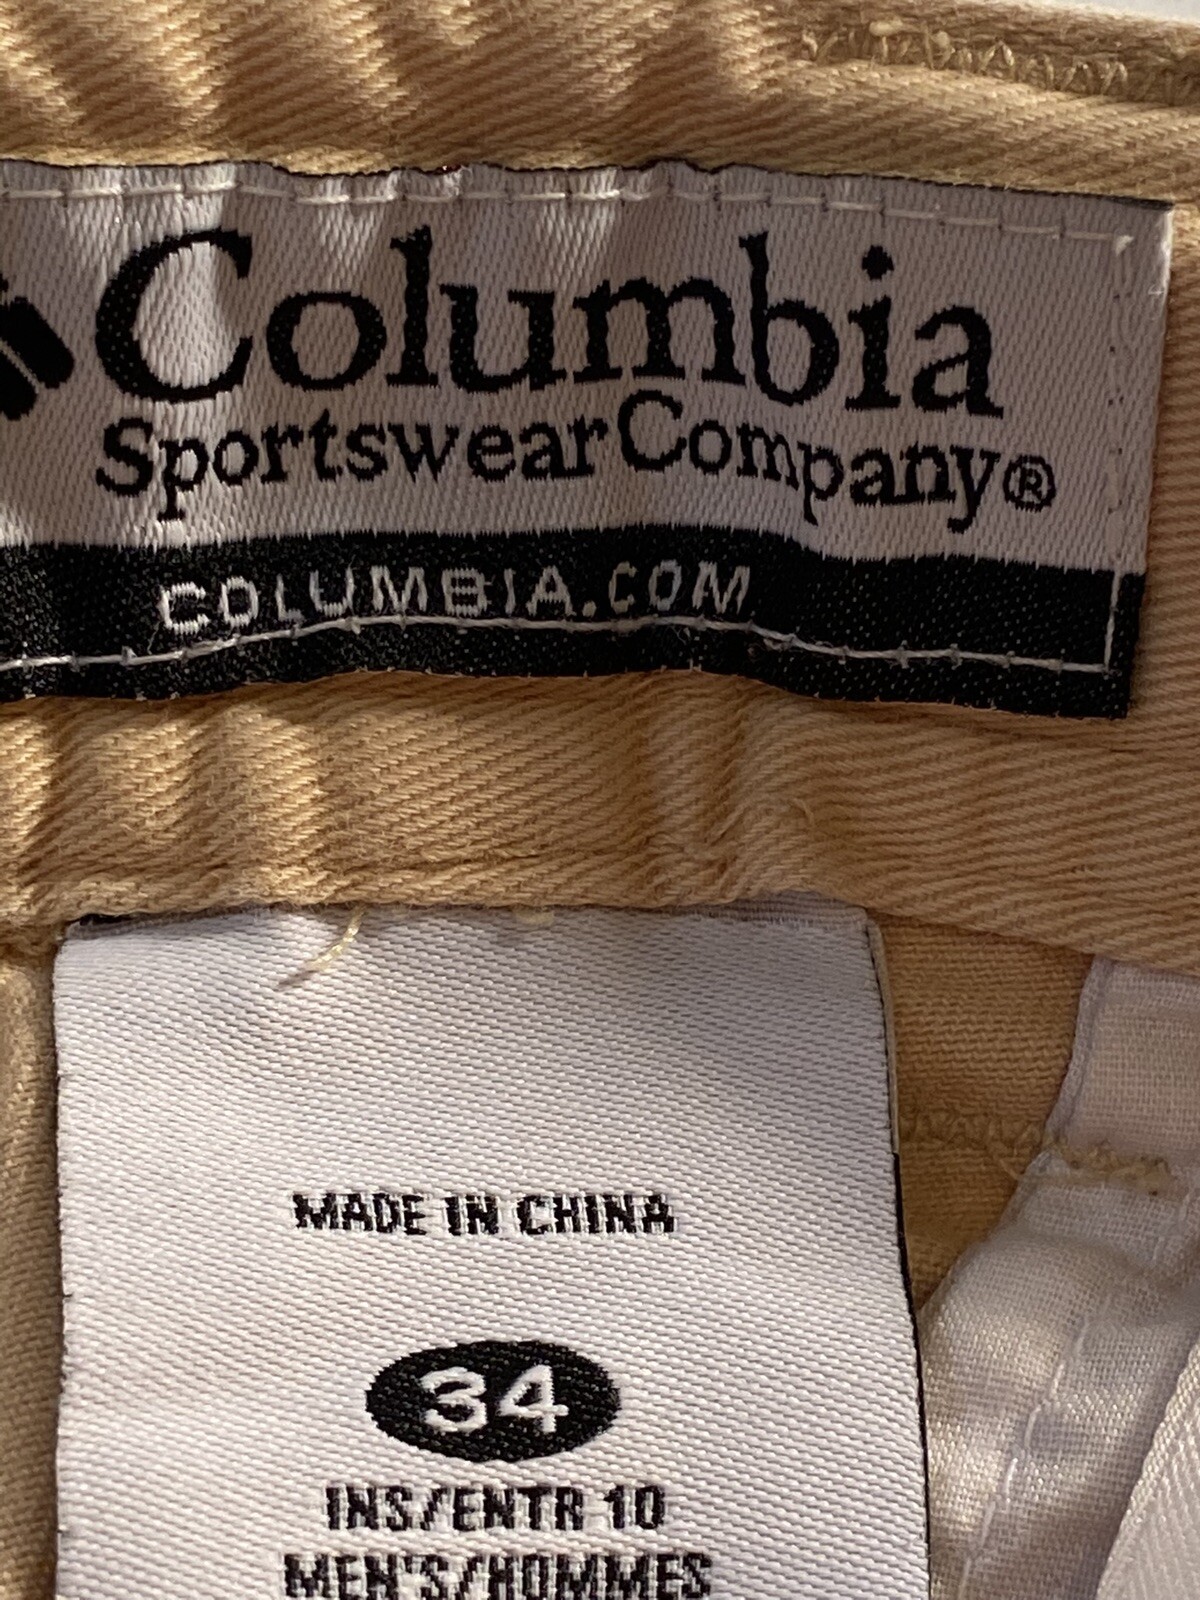 Columbia
Sportswear Company®
COLUMBIA.COM
MADE IN CHINA
34
INS/ENTR 10
MEN'S/HOMMES